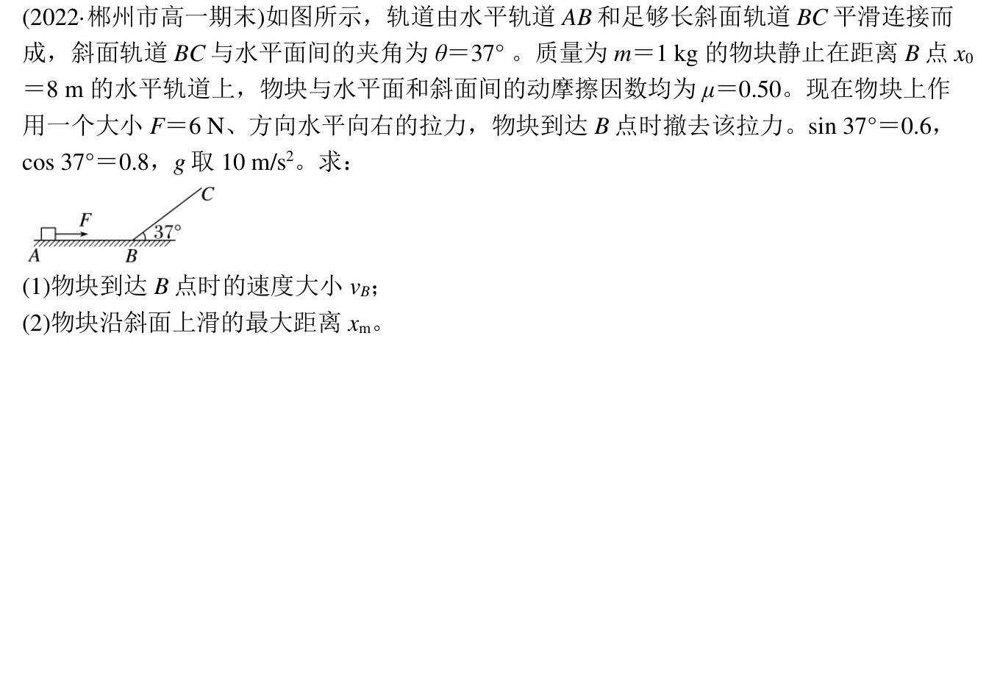 (2022·郴州市高一期末)如图所示，轨道由水平轨道 AB 和足够长斜面轨道 BC 平滑连接而
成，斜面轨道 BC 与水平面间的夹角为 θ＝37° 。质量为 m＝1 kg 的物块静止在距离 B 点 x₀
＝8 m 的水平轨道上，物块与水平面和斜面间的动摩擦因数均为 μ＝0.50。现在物块上作
用一个大小 F＝6 N、方向水平向右的拉力，物块到达 B 点时撤去该拉力。sin 37°＝0.6，
cos 37°＝0.8，g 取 10 m/s²。求：
C
F
37°
A
B
(1)物块到达 B 点时的速度大小 v_B；
(2)物块沿斜面上滑的最大距离 xₘ。